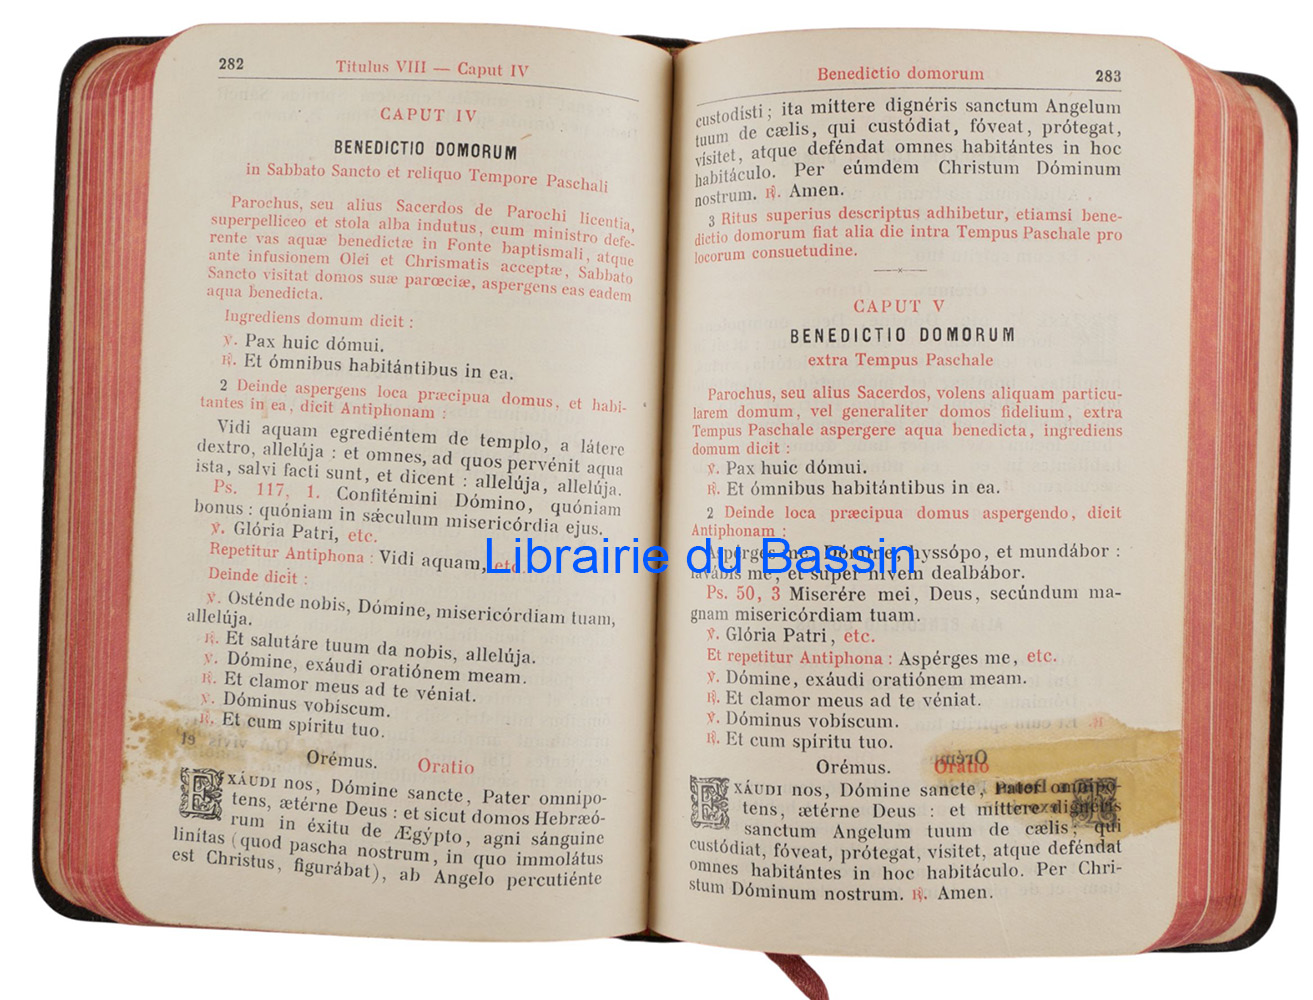 282
Titulus VIII — Caput IV
CAPUT IV
BENEDICTIO DOMORUM
in Sabbato Sancto et reliquo Tempore Paschali
Parochus, seu alius Sacerdos de Parochi licentia,
superpelliceo et stola alba indutus, cum ministro defe-
rente vas aquæ benedictæ in Fonte baptismali, atque
ante infusionem Olei et Chrismatis acceptæ, Sabbato
Sancto visitat domos suæ parœciæ, aspergens eas eadem
aqua benedicta.
Ingrediens domum dicit :
℣. Pax huic dómui.
℟. Et ómnibus habitántibus in ea.
2 Deinde aspergens loca præcipua domus, et habi-
tantes in ea, dicit Antiphonam :
Vidi aquam egrediéntem de templo, a látere
dextro, allelúja : et omnes, ad quos pervénit aqua
ista, salvi facti sunt, et dicent : allelúja, allelúja.
Ps. 117, 1. Confitémini Dómino, quóniam
bonus : quóniam in sǽculum misericórdia ejus.
℣. Glória Patri, etc.
Repetitur Antiphona : Vidi aquam, etc.
Deinde dicit :
℣. Osténde nobis, Dómine, misericórdiam tuam,
allelúja.
℟. Et salutáre tuum da nobis, allelúja.
℣. Dómine, exáudi oratiónem meam.
℟. Et clamor meus ad te véniat.
℣. Dóminus vobíscum.
℟. Et cum spíritu tuo.
Orémus. Oratio
EXÁUDI nos, Dómine sancte, Pater omnípo-
tens, ætérne Deus : et sicut domos Hebræó-
rum in éxitu de Ægýpto, agni sánguine
linítas (quod pascha nostrum, in quo immolátus
est Christus, figurábat), ab Angelo percutiénte
Benedictio domorum
283
custodísti ; ita mittere dignéris sanctum Angelum
tuum de cælis, qui custódiat, fóveat, prótegat,
vísitet, atque deféndat omnes habitántes in hoc
habitáculo. Per eúmdem Christum Dóminum
nostrum. ℟. Amen.
3 Ritus superius descriptus adhibetur, etiamsi bene-
dictio domorum fiat alia die intra Tempus Paschale pro
locorum consuetudine.
CAPUT V
BENEDICTIO DOMORUM
extra Tempus Paschale
Parochus, seu alius Sacerdos, volens aliquam particu-
larem domum, vel generaliter domos fidelium, extra
Tempus Paschale aspergere aqua benedicta, ingrediens
domum dicit :
℣. Pax huic dómui.
℟. Et ómnibus habitántibus in ea.
2 Deinde loca præcipua domus aspergendo, dicit
Antiphonam :
Aspérges me, Dómine, hyssópo, et mundábor :
lavábis me, et super nivem dealbábor.
Ps. 50, 3 Miserére mei, Deus, secúndum ma-
gnam misericórdiam tuam.
℣. Glória Patri, etc.
Et repetitur Antiphona : Aspérges me, etc.
℣. Dómine, exáudi oratiónem meam.
℟. Et clamor meus ad te véniat.
℣. Dóminus vobíscum.
℟. Et cum spíritu tuo.
Orémus. Oratio
EXÁUDI nos, Dómine sancte, Pater omnípo-
tens, ætérne Deus : et míttere dignéris
sanctum Angelum tuum de cælis, qui
custódiat, fóveat, prótegat, vísitet, atque deféndat
omnes habitántes in hoc habitáculo. Per Chri-
stum Dóminum nostrum. ℟. Amen.
Librairie du Bassin